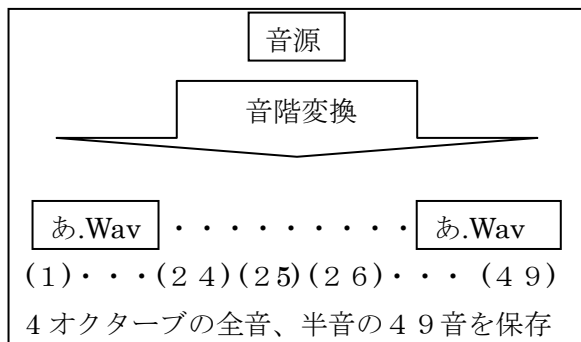 音源
音階変換
あ.Wav・・・・・・・・・あ.Wav
(1)・・・(２４)(25)(２６)・・・ (４９)
４オクターブの全音、半音の４９音を保存